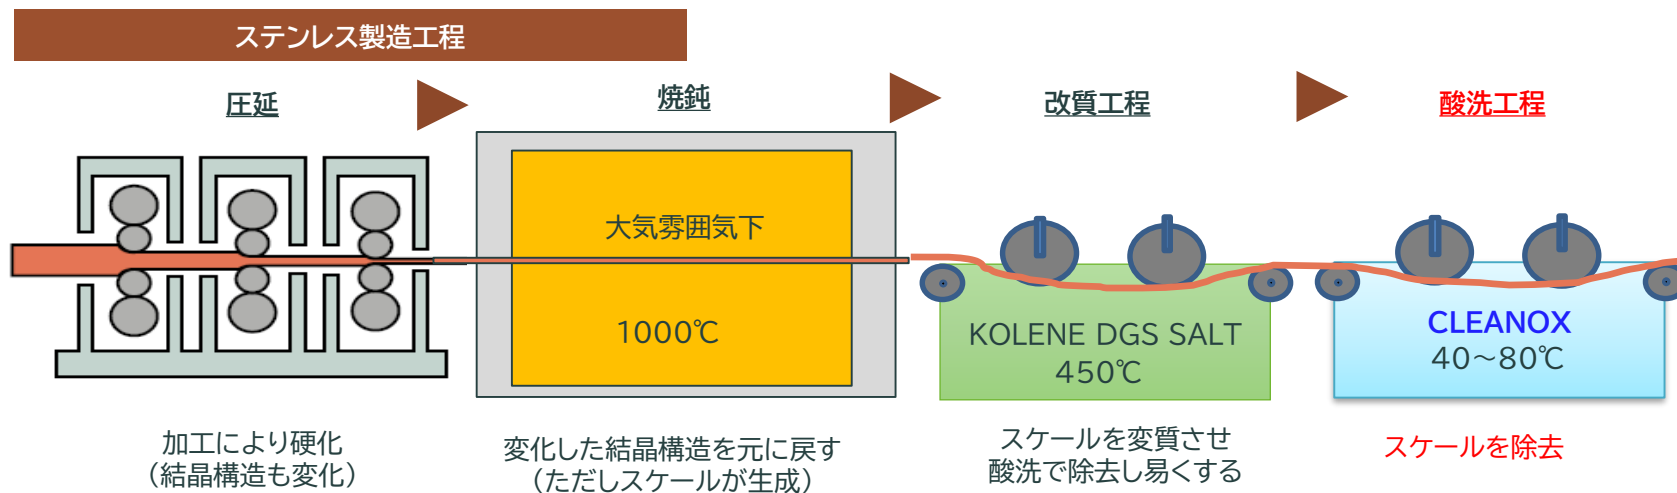 ステンレス製造工程
圧延
焼鈍
改質工程
酸洗工程
大気雰囲気下
1000℃
KOLENE DGS SALT
450℃
CLEANOX
40～80℃
加工により硬化
（結晶構造も変化）
変化した結晶構造を元に戻す
（ただしスケールが生成）
スケールを変質させ
酸洗で除去し易くする
スケールを除去